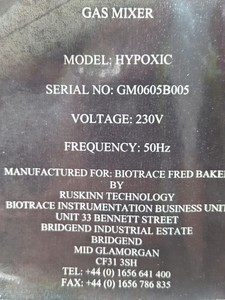 GAS MIXER
MODEL: HYPOXIC
SERIAL NO: GM0605B005
VOLTAGE: 230V
FREQUENCY: 50Hz
MANUFACTURED FOR: BIOTRACE FRED BAKE
BY
RUSKINN TECHNOLOGY
BIOTRACE INSTRUMENTATION BUSINESS UNI
UNIT 33 BENNETT STREET
BRIDGEND INDUSTRIAL ESTATE
BRIDGEND
MID GLAMORGAN
CF31 3SH
TEL: +44 (0) 1656 641 400
FAX: +44 (0) 1656 786 835